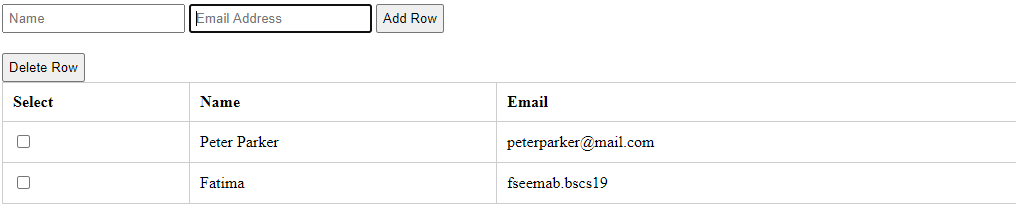 Name Email Address Add Row
Delete Row
Select Name Email
Peter Parker peterparker@mail.com
Fatima fseemab.bscs19